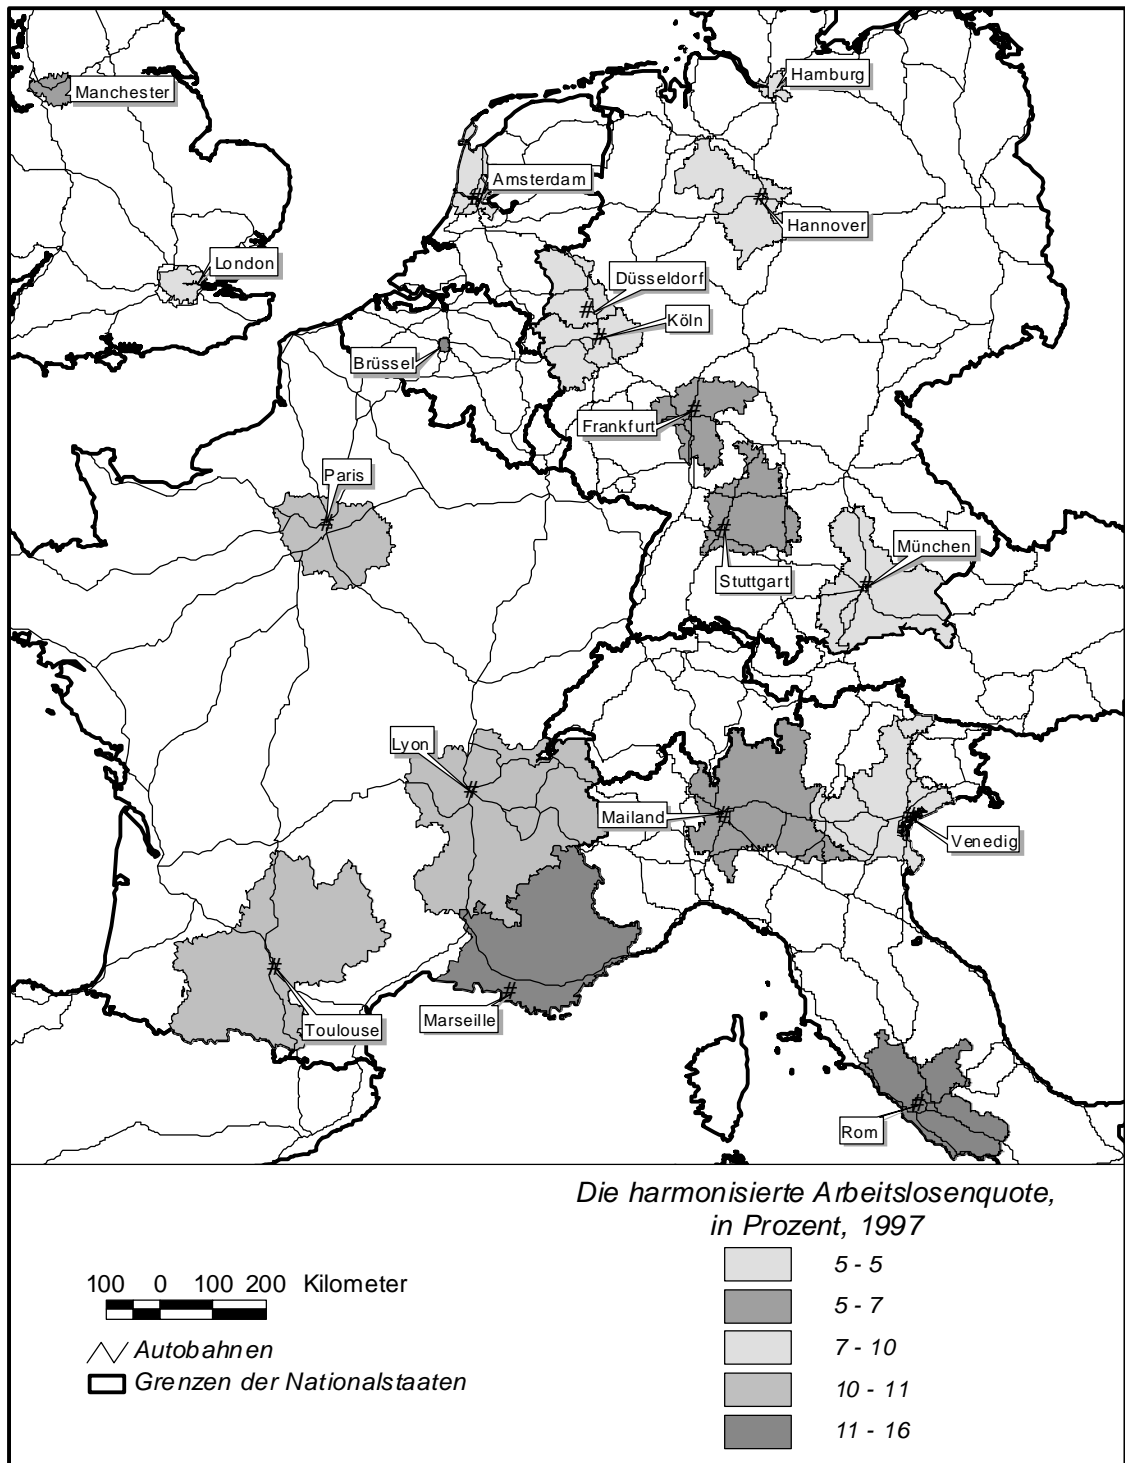 Hamburg
Manchester
Amsterdam
Hannover
London
Düsseldorf
Köln
Brüssel
Frankfurt
Paris
München
Stuttgart
Lyon
Mailand
Venedig
Marseille
Toulouse
Rom
Die harmonisierte Arbeitslosenquote,
in Prozent, 1997
5 - 5
5 - 7
7 - 10
10 - 11
11 - 16
100 0 100 200 Kilometer
Autobahnen
Grenzen der Nationalstaaten